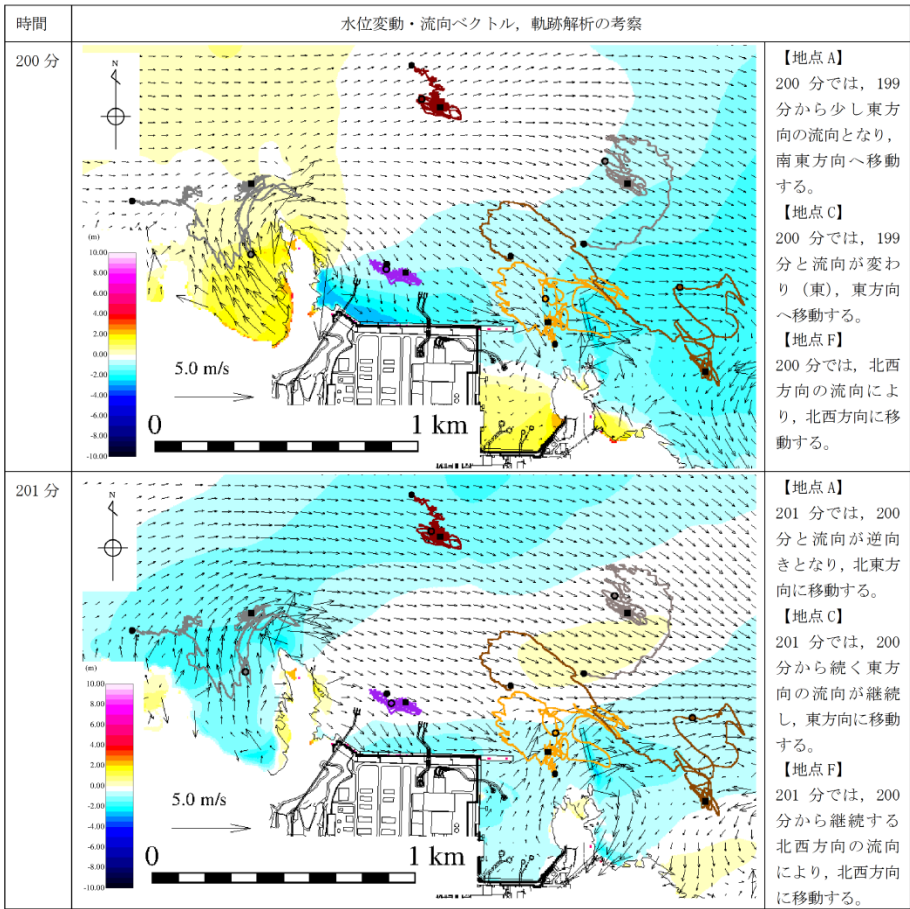 時間
水位変動・流向ベクトル，軌跡解析の考察
200 分
N
(m)
10.00
8.00
6.00
4.00
2.00
0.00
-2.00
-4.00
-6.00
-8.00
-10.00
5.0 m/s
0
1 km
【地点 A】
200 分では，199
分から少し東方
向の流向となり，
南東方向へ移動
する。
【地点 C】
200 分では，199
分と流向が変わ
り（東），東方向
へ移動する。
【地点 F】
200 分では，北西
方向の流向によ
り，北西方向に移
動する。
201 分
N
(m)
10.00
8.00
6.00
4.00
2.00
0.00
-2.00
-4.00
-6.00
-8.00
-10.00
5.0 m/s
0
1 km
【地点 A】
201 分では，200
分と流向が逆向
きとなり，北東方
向に移動する。
【地点 C】
201 分では，200
分から続く東方
向の流向が継続
し，東方向に移動
する。
【地点 F】
201 分では，200
分から継続する
北西方向の流向
により，北西方向
に移動する。